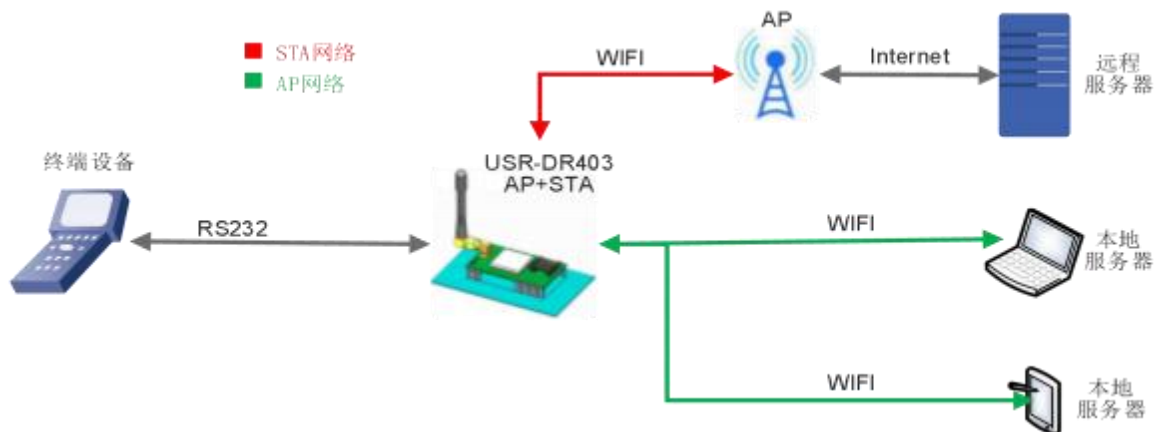 AP
STA网络
WIFI
Internet
AP网络
远程
服务器
终端设备
USR-DR403
AP+STA
RS232
WIFI
本地
服务器
WIFI
本地
服务器